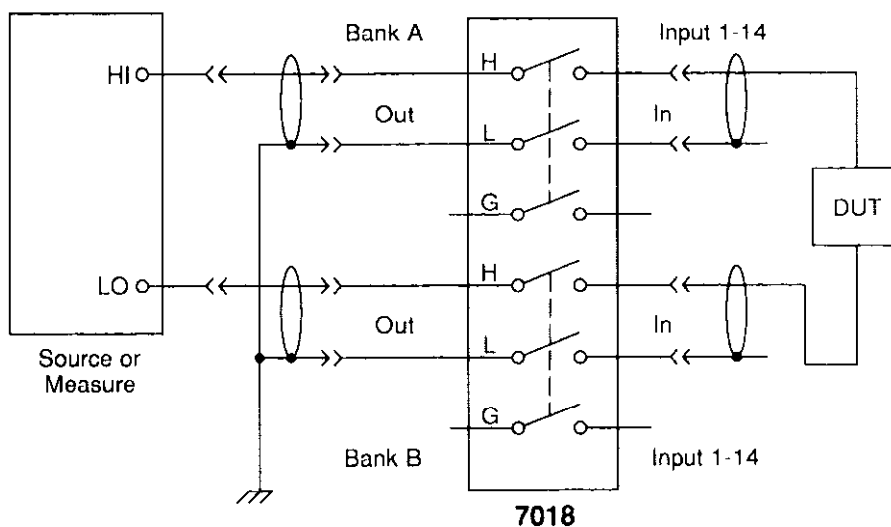 Bank A
Input 1-14
HI
H
Out
L
In
G
DUT
LO
H
Out
L
In
Source or
Measure
G
Bank B
Input 1-14
7018